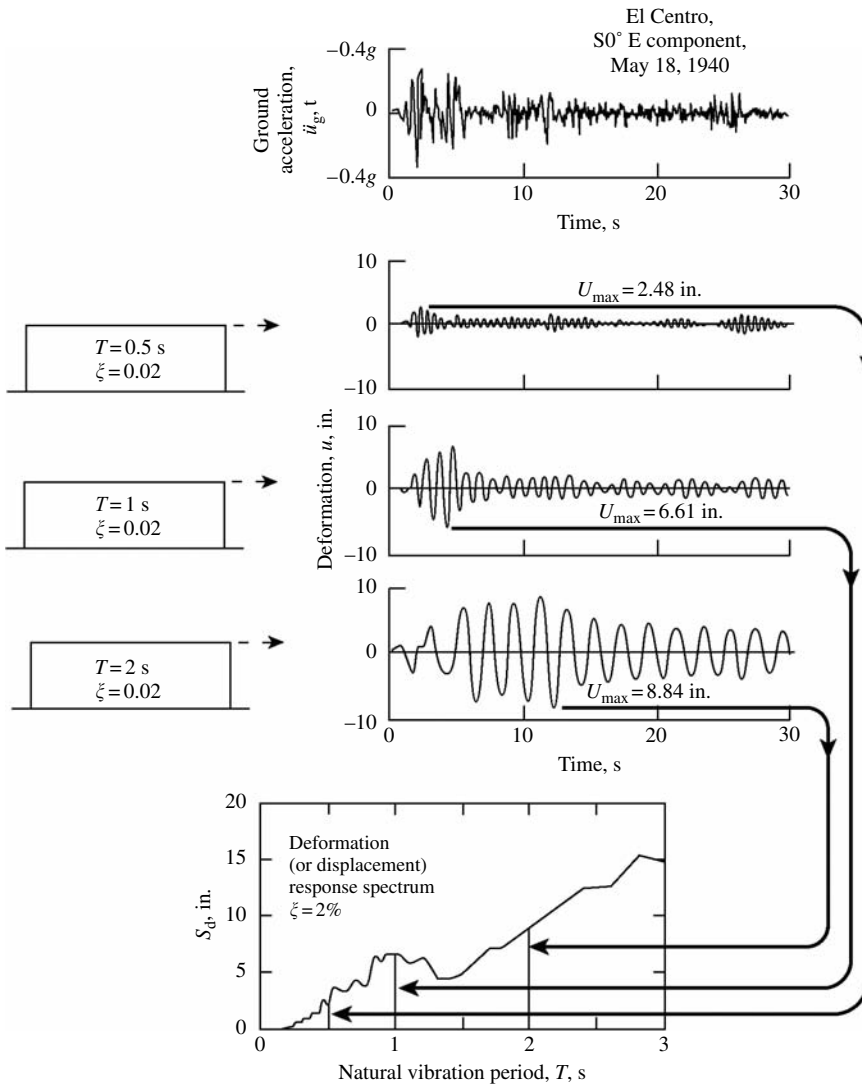 El Centro,
S0° E component,
May 18, 1940
Ground
acceleration,
üg, t
−0.4g
0
−0.4g
0 10 20 30
Time, s
T = 0.5 s
ξ = 0.02
T = 1 s
ξ = 0.02
T = 2 s
ξ = 0.02
Deformation, u, in.
10
0
−10
Umax = 2.48 in.
10
0
−10
Umax = 6.61 in.
10
0
−10
Umax = 8.84 in.
0 10 20 30
Time, s
Sd, in.
20
15
10
5
0
Deformation
(or displacement)
response spectrum
ξ = 2%
0 1 2 3
Natural vibration period, T, s